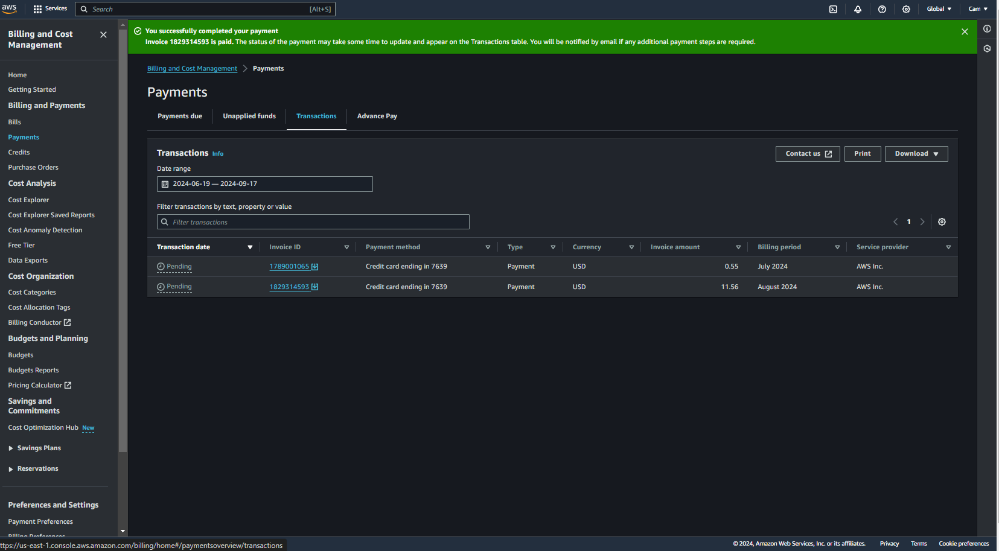 aws
Services
Search
[Alt+S]
Global
Cam
Billing and Cost
Management
Home
Getting Started
Billing and Payments
Bills
Payments
Credits
Purchase Orders
Cost Analysis
Cost Explorer
Cost Explorer Saved Reports
Cost Anomaly Detection
Free Tier
Data Exports
Cost Organization
Cost Categories
Cost Allocation Tags
Billing Conductor
Budgets and Planning
Budgets
Budgets Reports
Pricing Calculator
Savings and
Commitments
Cost Optimization Hub New
Savings Plans
Reservations
Preferences and Settings
Payment Preferences
Billing Preferences
You successfully completed your payment
Invoice 1829314593 is paid. The status of the payment may take some time to update and appear on the Transactions table. You will be notified by email if any additional payment steps are required.
Billing and Cost Management > Payments
Payments
Payments due Unapplied funds Transactions Advance Pay
Transactions Info
Contact us Print Download
Date range
2024-06-19 — 2024-09-17
Filter transactions by text, property or value
Filter transactions
1
Transaction date Invoice ID Payment method Type Currency Invoice amount Billing period Service provider
Pending 1789001065 Credit card ending in 7639 Payment USD 0.55 July 2024 AWS Inc.
Pending 1829314593 Credit card ending in 7639 Payment USD 11.56 August 2024 AWS Inc.
ttps://us-east-1.console.aws.amazon.com/billing/home#/paymentsoverview/transactions
© 2024, Amazon Web Services, Inc. or its affiliates. Privacy Terms Cookie preferences